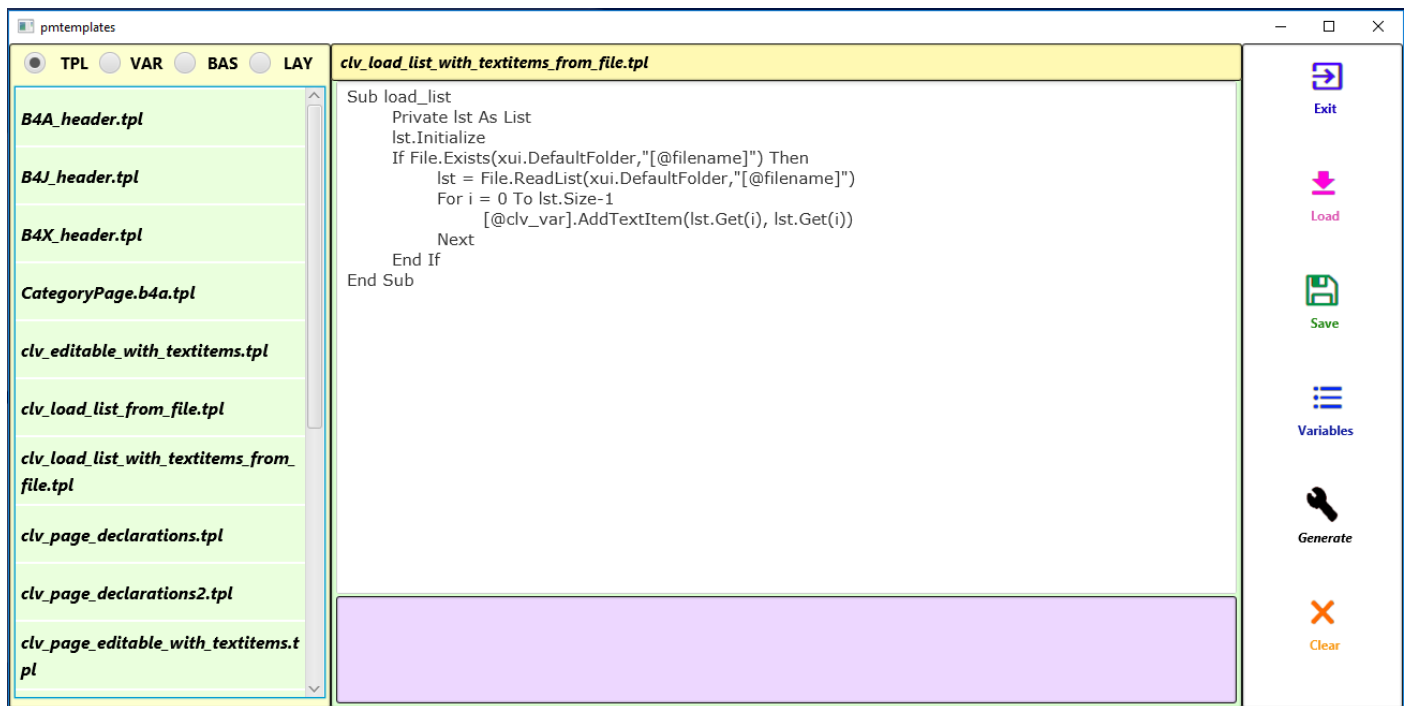 pmtemplates
TPL VAR BAS LAY
B4A_header.tpl
B4J_header.tpl
B4X_header.tpl
CategoryPage.b4a.tpl
clv_editable_with_textitems.tpl
clv_load_list_from_file.tpl
clv_load_list_with_textitems_from_
file.tpl
clv_page_declarations.tpl
clv_page_declarations2.tpl
clv_page_editable_with_textitems.t
pl
clv_load_list_with_textitems_from_file.tpl
Sub load_list
Private lst As List
lst.Initialize
If File.Exists(xui.DefaultFolder,"[@filename]") Then
lst = File.ReadList(xui.DefaultFolder,"[@filename]")
For i = 0 To lst.Size-1
[@clv_var].AddTextItem(lst.Get(i), lst.Get(i))
Next
End If
End Sub
Exit
Load
Save
Variables
Generate
Clear